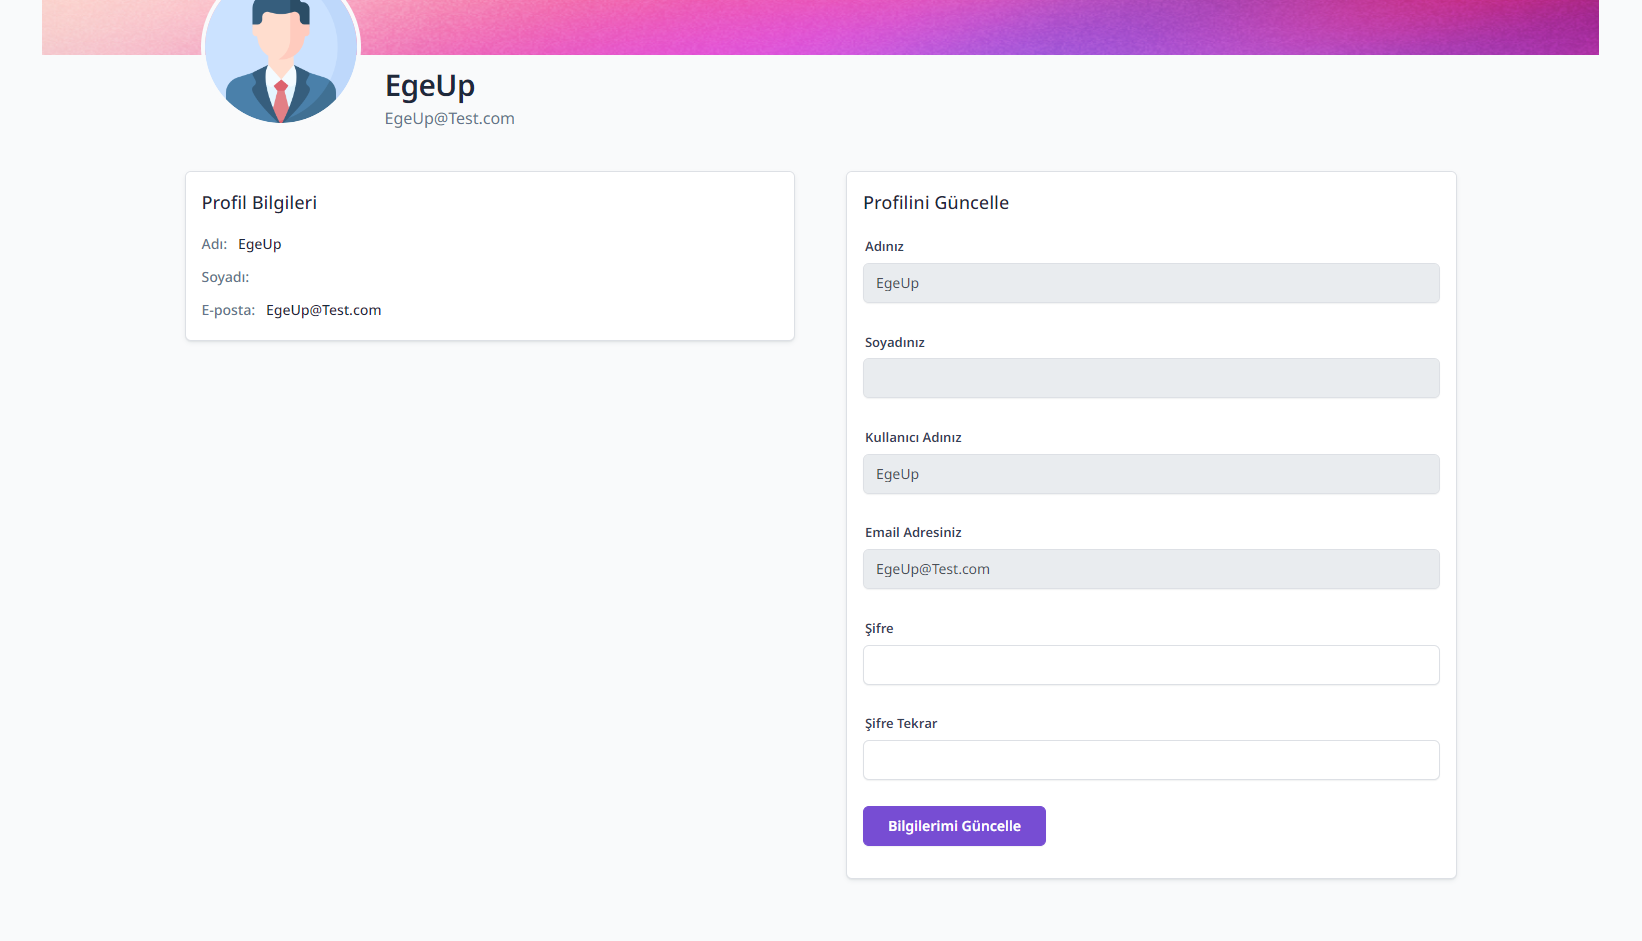 EgeUp
EgeUp@Test.com
Profil Bilgileri
Adı: EgeUp
Soyadı:
E-posta: EgeUp@Test.com
Profilini Güncelle
Adınız
EgeUp
Soyadınız
Kullanıcı Adınız
EgeUp
Email Adresiniz
EgeUp@Test.com
Şifre
Şifre Tekrar
Bilgilerimi Güncelle